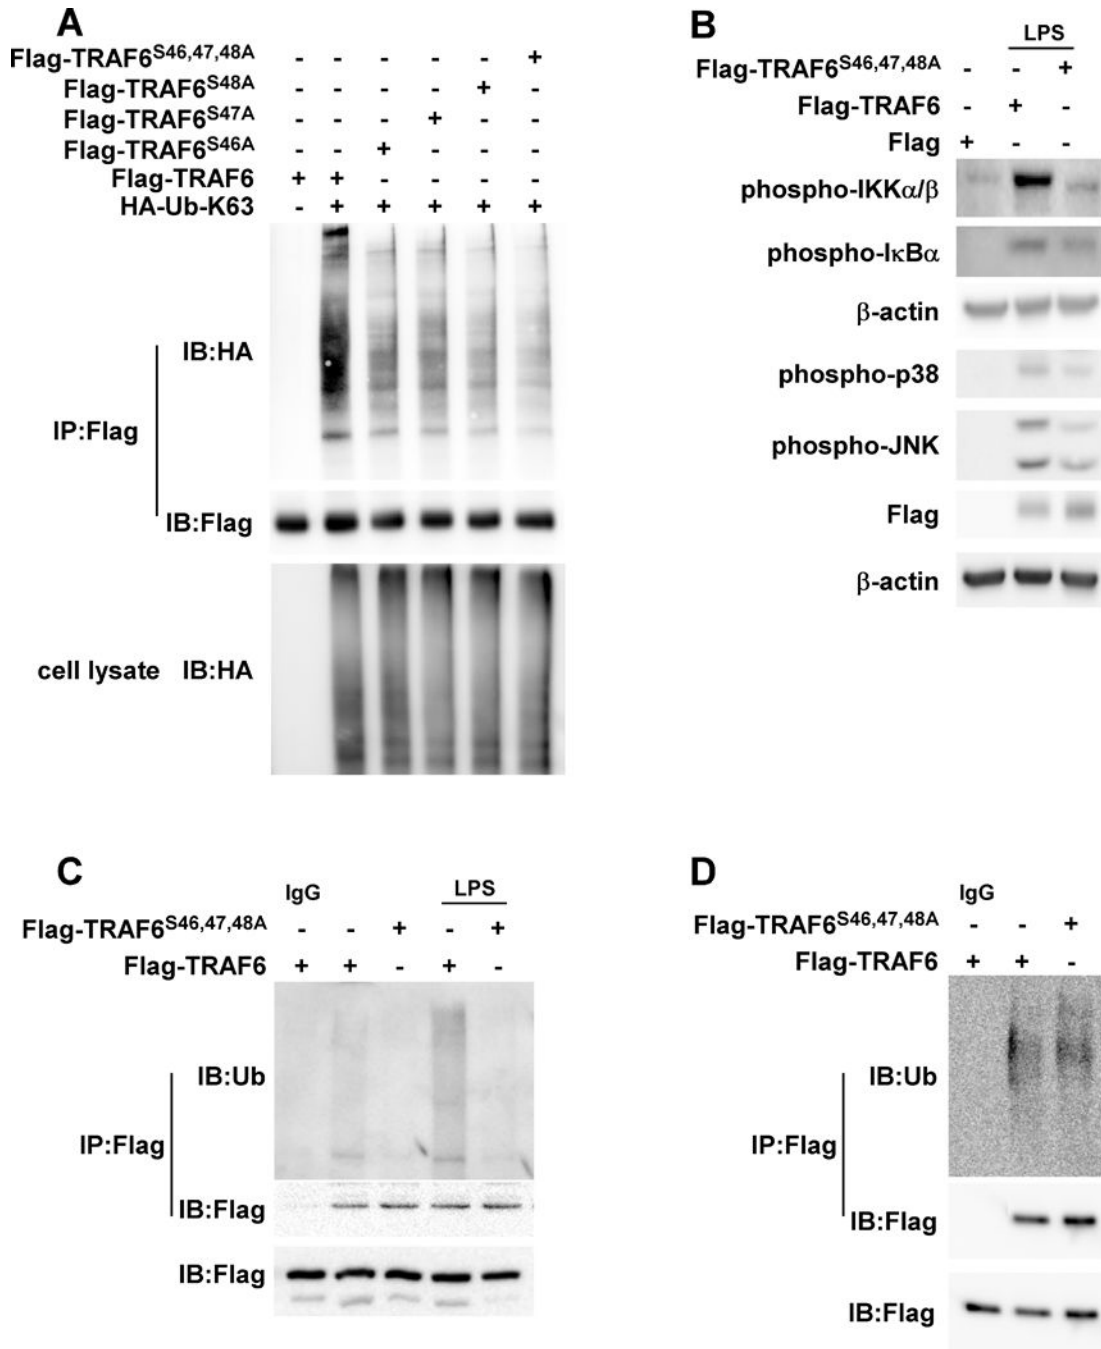 A
Flag-TRAF6S46,47,48A - - - - - +
Flag-TRAF6S48A - - - - + -
Flag-TRAF6S47A - - - + - -
Flag-TRAF6S46A - - + - - -
Flag-TRAF6 + + - - - -
HA-Ub-K63 - + + + + +
IB:HA
IP:Flag
IB:Flag
cell lysate IB:HA
B
LPS
Flag-TRAF6S46,47,48A - - +
Flag-TRAF6 - + -
Flag + - -
phospho-IKKα/β
phospho-IκBα
β-actin
phospho-p38
phospho-JNK
Flag
β-actin
C
IgG LPS
Flag-TRAF6S46,47,48A - - + - +
Flag-TRAF6 + + - + -
IB:Ub
IP:Flag
IB:Flag
IB:Flag
D
IgG
Flag-TRAF6S46,47,48A - - +
Flag-TRAF6 + + -
IB:Ub
IP:Flag
IB:Flag
IB:Flag